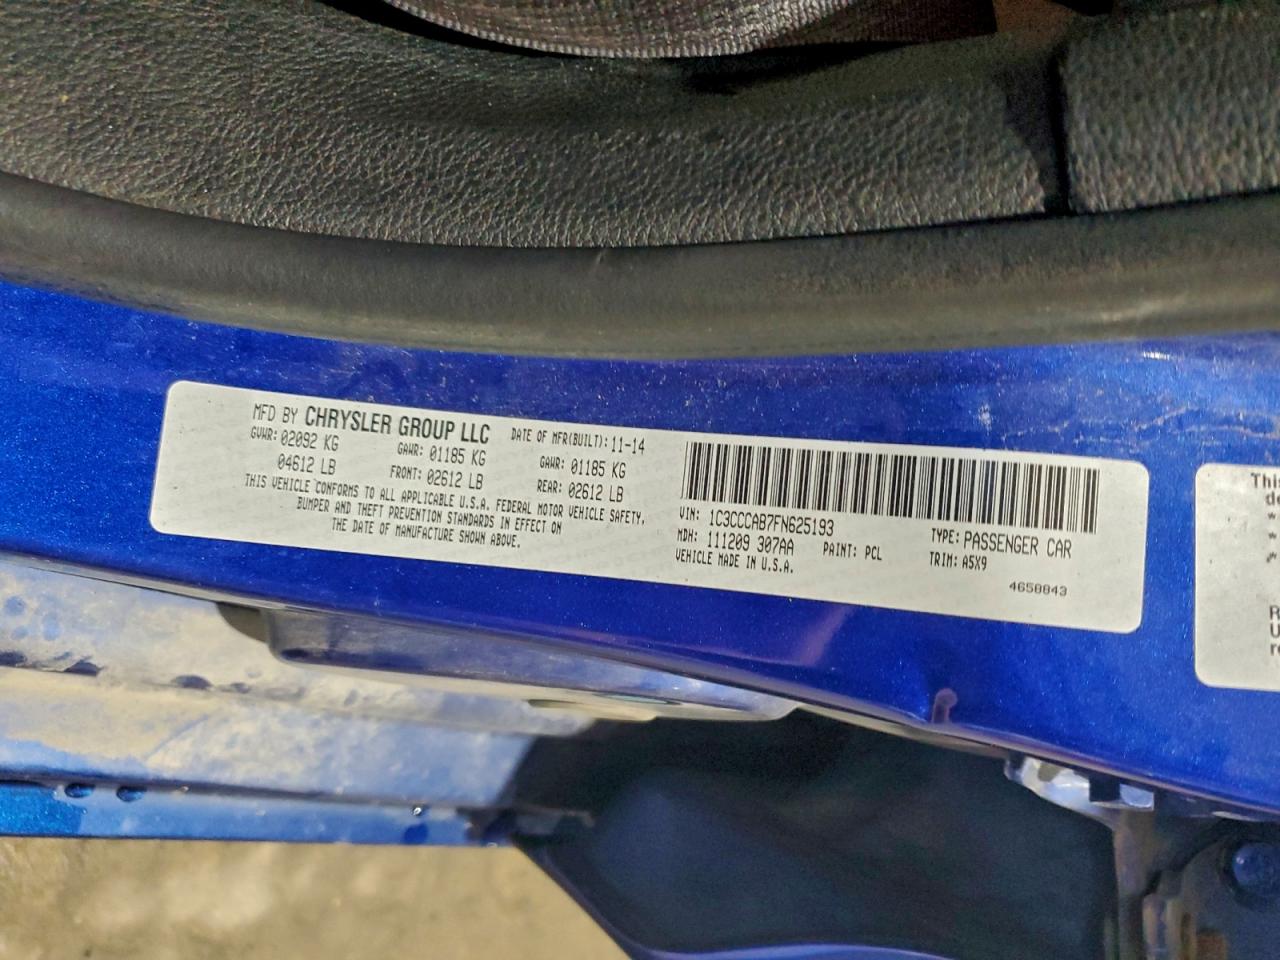 MFD BY CHRYSLER GROUP LLC DATE OF MFR(BUILT): 11-14
GVWR: 02092 KG GAWR: 01185 KG GAWR: 01185 KG
04612 LB FRONT: 02612 LB REAR: 02612 LB
THIS VEHICLE CONFORMS TO ALL APPLICABLE U.S.A. FEDERAL MOTOR VEHICLE SAFETY,
BUMPER AND THEFT PREVENTION STANDARDS IN EFFECT ON
THE DATE OF MANUFACTURE SHOWN ABOVE.
VIN: 1C3CCCAB7FN625193 TYPE: PASSENGER CAR
MDH: 111209 307AA PAINT: PCL TRIM: A5X9
VEHICLE MADE IN U.S.A.
4658843
This